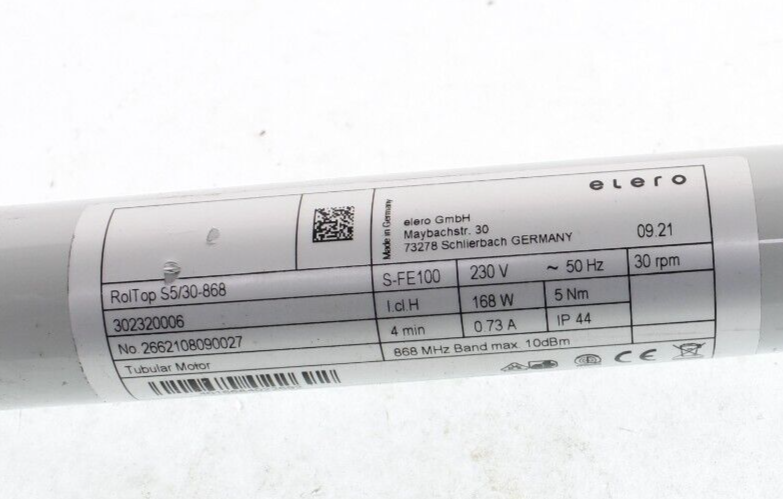 elero
Made in Germany
elero GmbH
Maybachstr. 30
73278 Schlierbach GERMANY
09.21
RolTop S5/30-868
S-FE100
230 V
~ 50 Hz
30 rpm
302320006
I.cl.H
168 W
5 Nm
No 2662108090027
4 min
0.73 A
IP 44
Tubular Motor
868 MHz Band max. 10dBm
CE